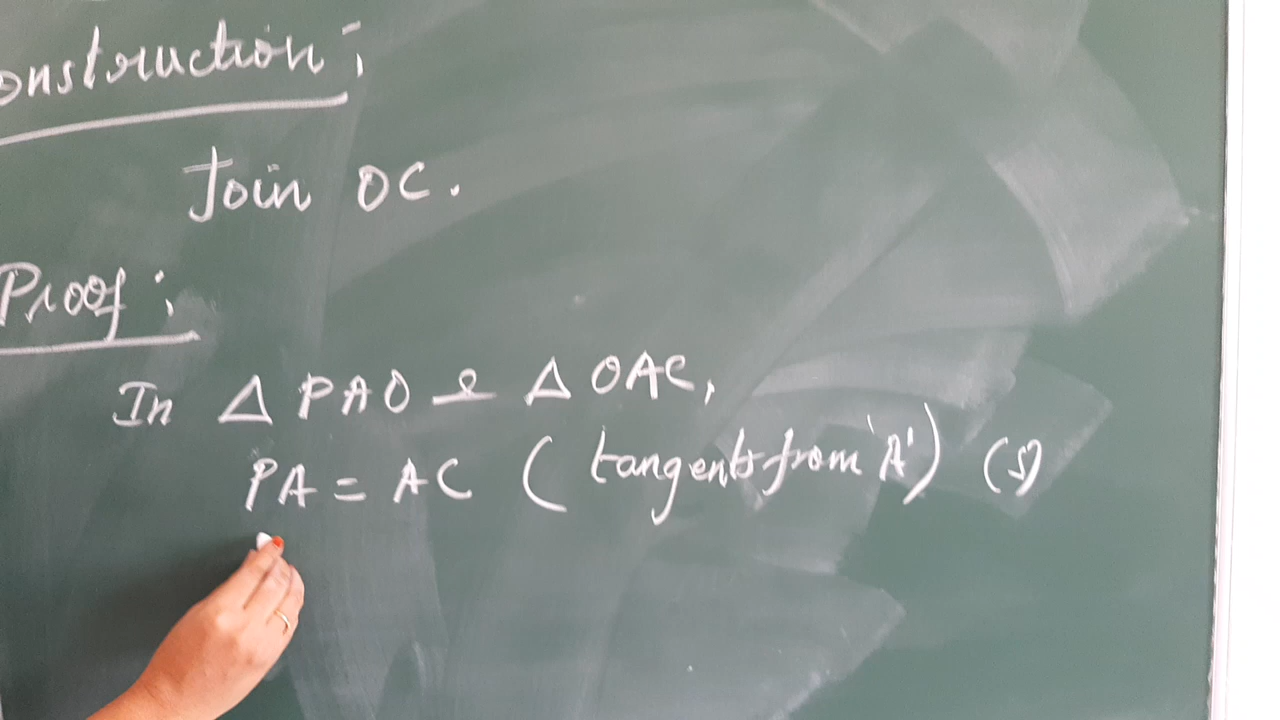 onstruction:
Join OC.
Proof:
In △ PAO & △ OAC,
PA = AC (tangents from 'A') (S)